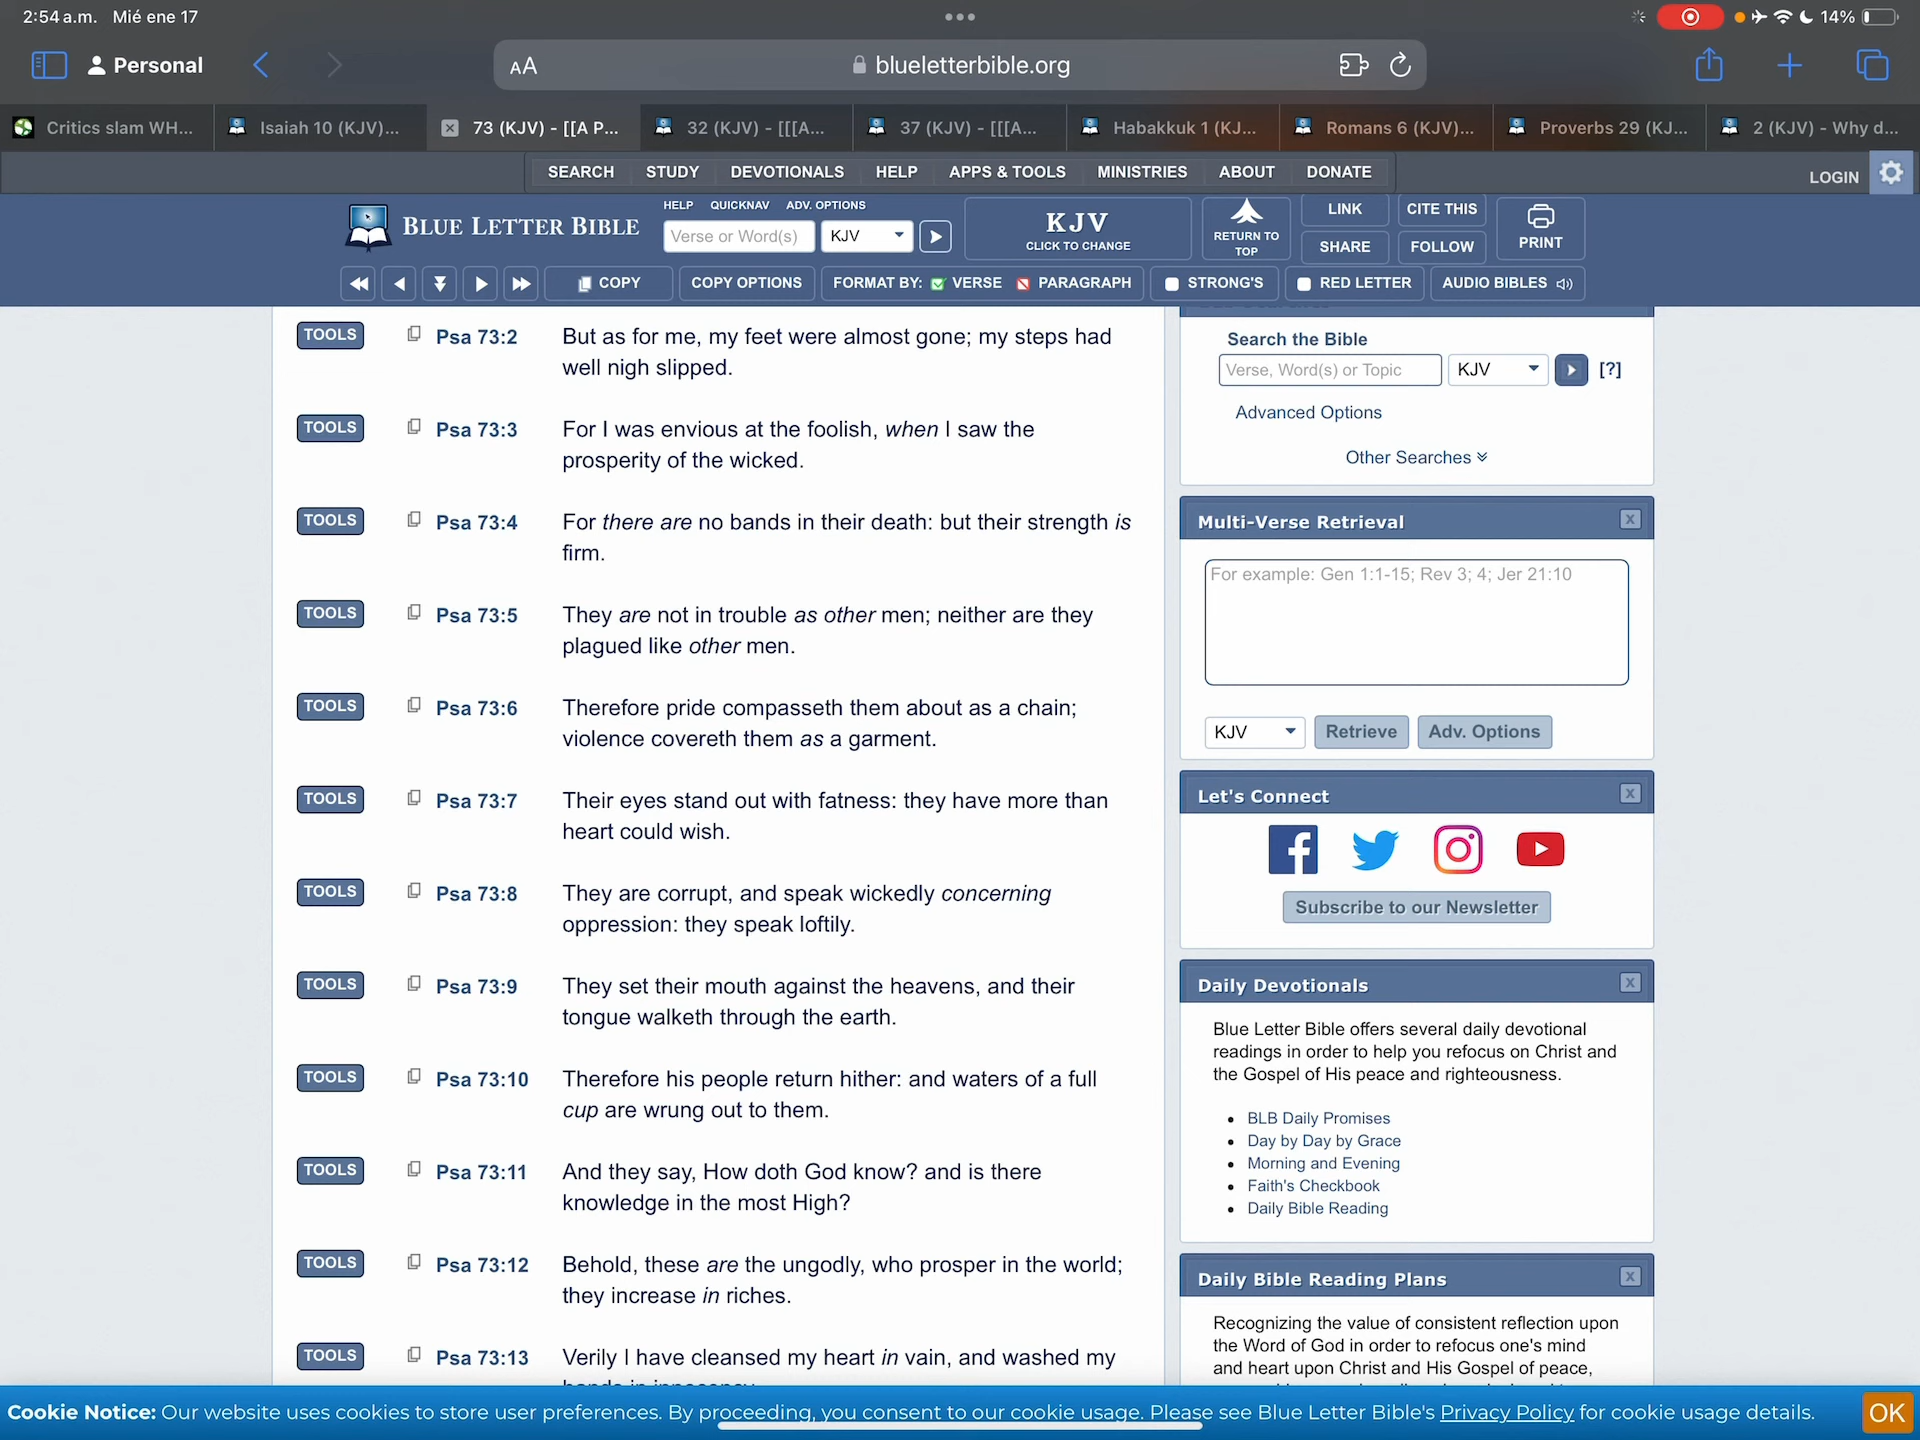 2:54 a.m. Mié ene 17
14%
Personal
AA
blueletterbible.org
Critics slam WH...
Isaiah 10 (KJV)...
73 (KJV) - [[A P...
32 (KJV) - [[[A...
37 (KJV) - [[[A...
Habakkuk 1 (KJ...
Romans 6 (KJV)...
Proverbs 29 (KJ...
2 (KJV) - Why d...
SEARCH STUDY DEVOTIONALS HELP APPS & TOOLS MINISTRIES ABOUT DONATE
LOGIN
BLUE LETTER BIBLE
HELP QUICKNAV ADV. OPTIONS
Verse or Word(s) KJV
KJV
CLICK TO CHANGE
RETURN TO
TOP
LINK
CITE THIS
SHARE
FOLLOW
PRINT
COPY
COPY OPTIONS
FORMAT BY: VERSE PARAGRAPH
STRONG'S
RED LETTER
AUDIO BIBLES
TOOLS Psa 73:2 But as for me, my feet were almost gone; my steps had
well nigh slipped.
TOOLS Psa 73:3 For I was envious at the foolish, when I saw the
prosperity of the wicked.
TOOLS Psa 73:4 For there are no bands in their death: but their strength is
firm.
TOOLS Psa 73:5 They are not in trouble as other men; neither are they
plagued like other men.
TOOLS Psa 73:6 Therefore pride compasseth them about as a chain;
violence covereth them as a garment.
TOOLS Psa 73:7 Their eyes stand out with fatness: they have more than
heart could wish.
TOOLS Psa 73:8 They are corrupt, and speak wickedly concerning
oppression: they speak loftily.
TOOLS Psa 73:9 They set their mouth against the heavens, and their
tongue walketh through the earth.
TOOLS Psa 73:10 Therefore his people return hither: and waters of a full
cup are wrung out to them.
TOOLS Psa 73:11 And they say, How doth God know? and is there
knowledge in the most High?
TOOLS Psa 73:12 Behold, these are the ungodly, who prosper in the world;
they increase in riches.
TOOLS Psa 73:13 Verily I have cleansed my heart in vain, and washed my
Search the Bible
Verse, Word(s) or Topic KJV [?]
Advanced Options
Other Searches
Multi-Verse Retrieval x
For example: Gen 1:1-15; Rev 3; 4; Jer 21:10
KJV Retrieve Adv. Options
Let's Connect x
Subscribe to our Newsletter
Daily Devotionals x
Blue Letter Bible offers several daily devotional
readings in order to help you refocus on Christ and
the Gospel of His peace and righteousness.
• BLB Daily Promises
• Day by Day by Grace
• Morning and Evening
• Faith's Checkbook
• Daily Bible Reading
Daily Bible Reading Plans x
Recognizing the value of consistent reflection upon
the Word of God in order to refocus one's mind
and heart upon Christ and His Gospel of peace,
Cookie Notice: Our website uses cookies to store user preferences. By proceeding, you consent to our cookie usage. Please see Blue Letter Bible's Privacy Policy for cookie usage details.
OK